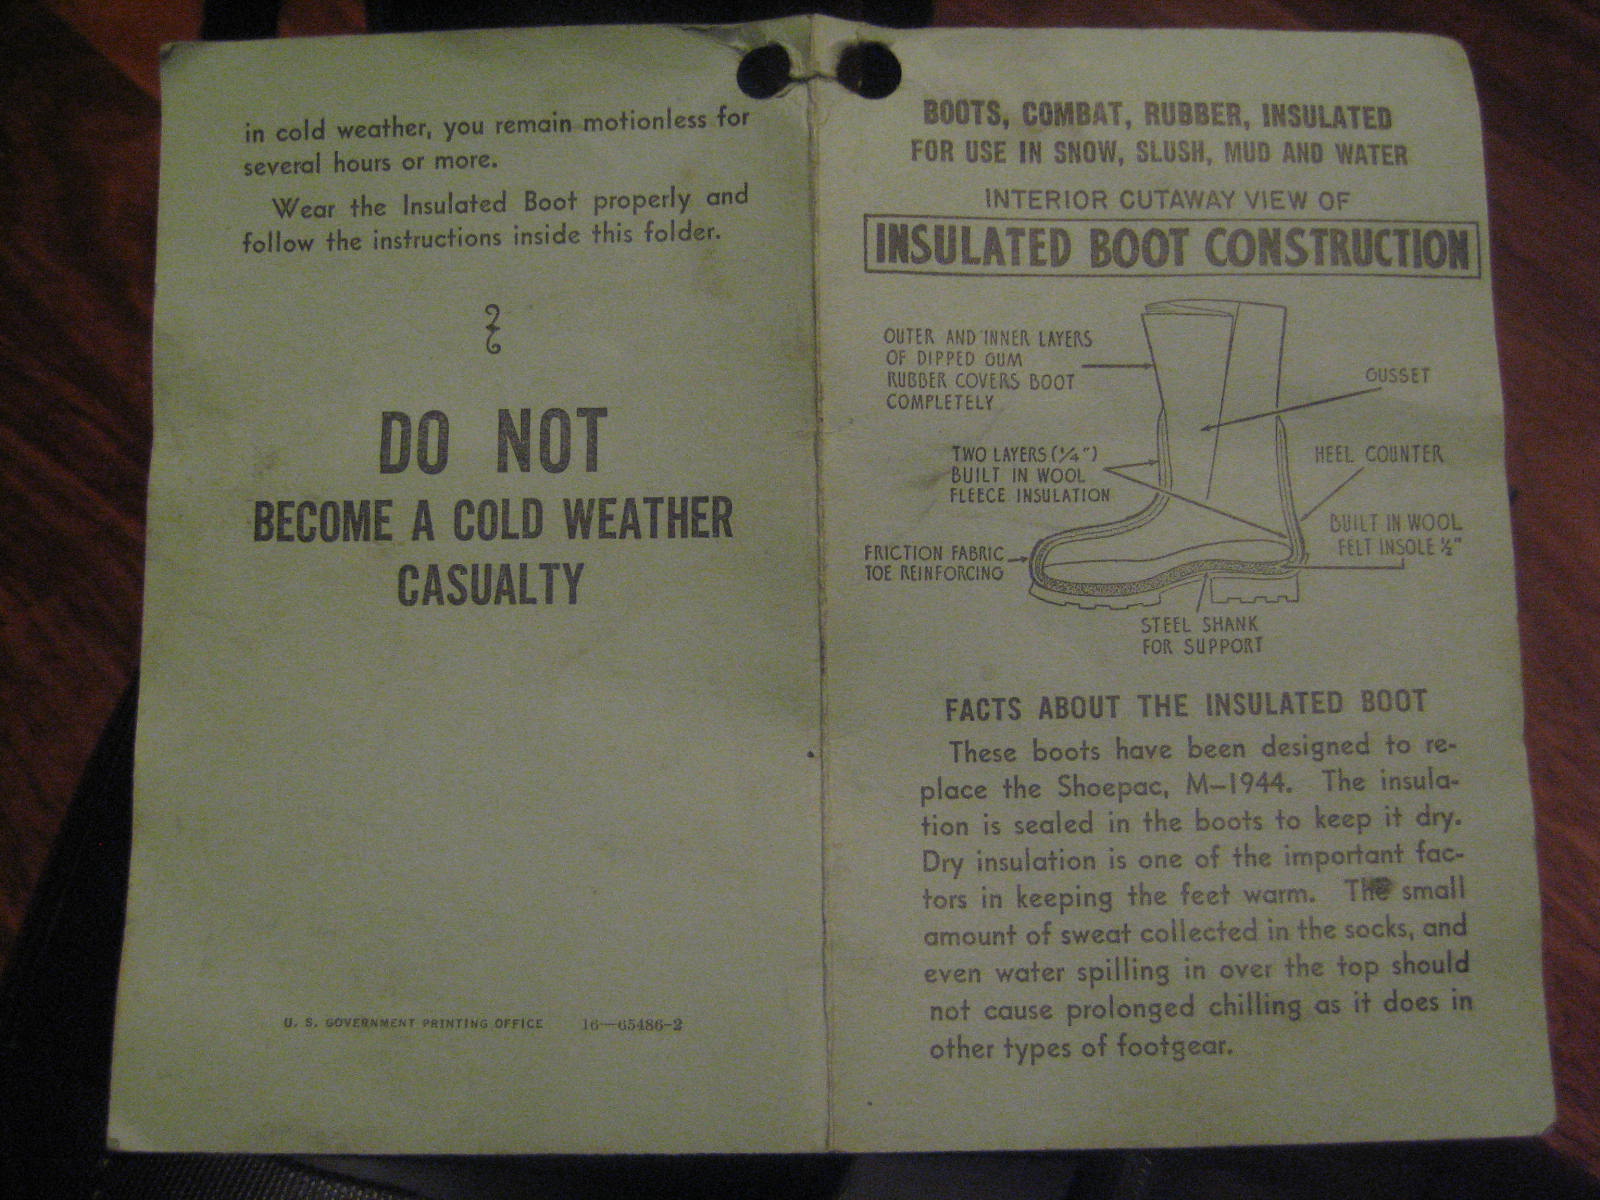 in cold weather, you remain motionless for
several hours or more.
Wear the Insulated Boot properly and
follow the instructions inside this folder.
DO NOT
BECOME A COLD WEATHER
CASUALTY
U. S. GOVERNMENT PRINTING OFFICE 16—65486-2
BOOTS, COMBAT, RUBBER, INSULATED
FOR USE IN SNOW, SLUSH, MUD AND WATER
INTERIOR CUTAWAY VIEW OF
INSULATED BOOT CONSTRUCTION
OUTER AND INNER LAYERS
OF DIPPED GUM
RUBBER COVERS BOOT
COMPLETELY
GUSSET
TWO LAYERS (1/4")
BUILT IN WOOL
FLEECE INSULATION
HEEL COUNTER
BUILT IN WOOL
FELT INSOLE 1/2"
FRICTION FABRIC
TOE REINFORCING
STEEL SHANK
FOR SUPPORT
FACTS ABOUT THE INSULATED BOOT
These boots have been designed to re-
place the Shoepac, M-1944. The insula-
tion is sealed in the boots to keep it dry.
Dry insulation is one of the important fac-
tors in keeping the feet warm. The small
amount of sweat collected in the socks, and
even water spilling in over the top should
not cause prolonged chilling as it does in
other types of footgear.